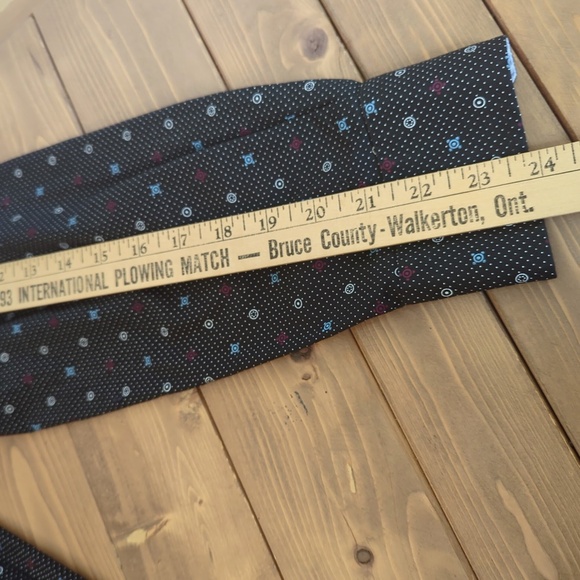 13 14 15 16 17 18 19 20 21 22 23 24
93 INTERNATIONAL PLOWING MATCH — Bruce County-Walkerton, Ont.